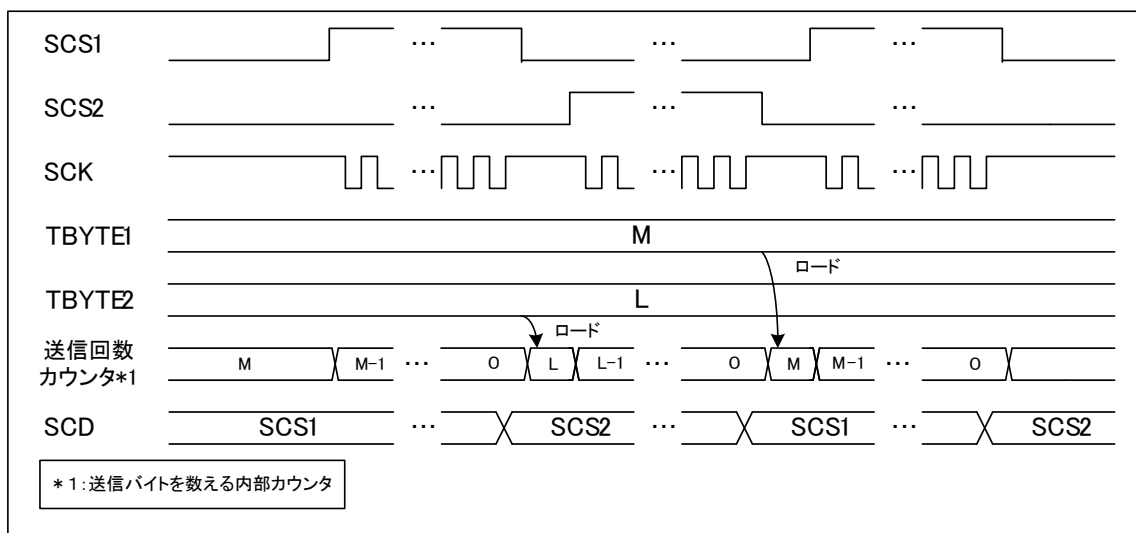 SCS1 ... ... ...
SCS2 ... ... ...
SCK ... ... ...
TBYTE1 M
ロード
TBYTE2 L
ロード
送信回数
カウンタ*1 M M-1 ... 0 L L-1 ... 0 M M-1 ... 0
SCD SCS1 ... SCS2 ... SCS1 ... SCS2
*1:送信バイトを数える内部カウンタ